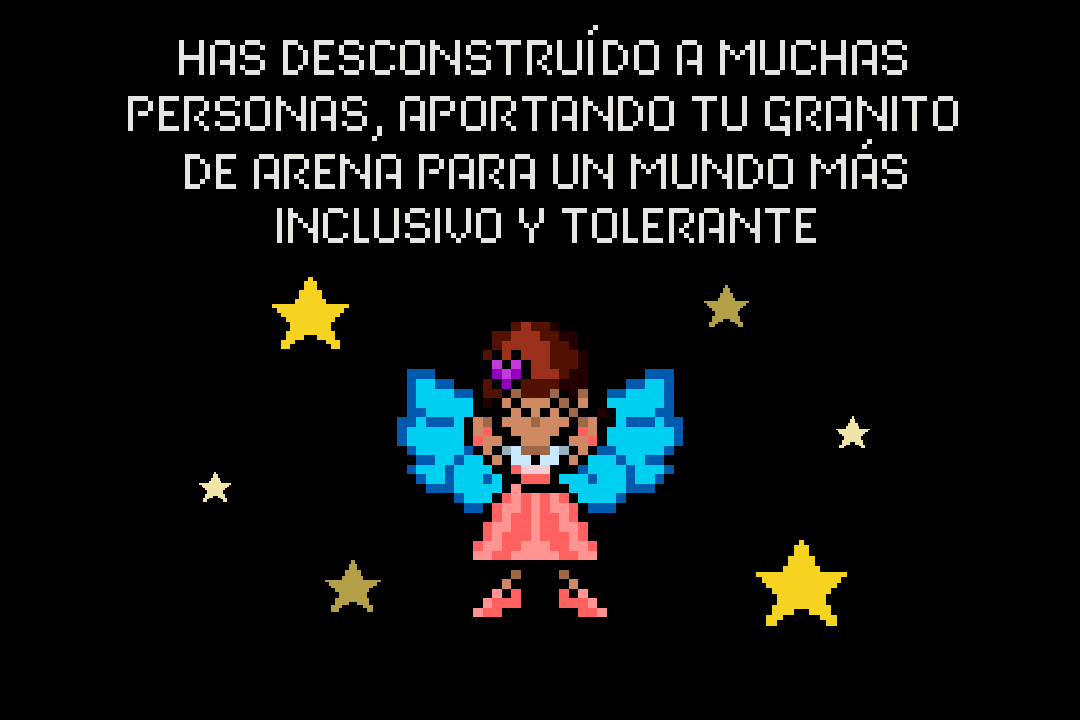 HAS DESCONSTRUÍDO A MUCHAS
PERSONAS, APORTANDO TU GRANITO
DE ARENA PARA UN MUNDO MÁS
INCLUSIVO Y TOLERANTE